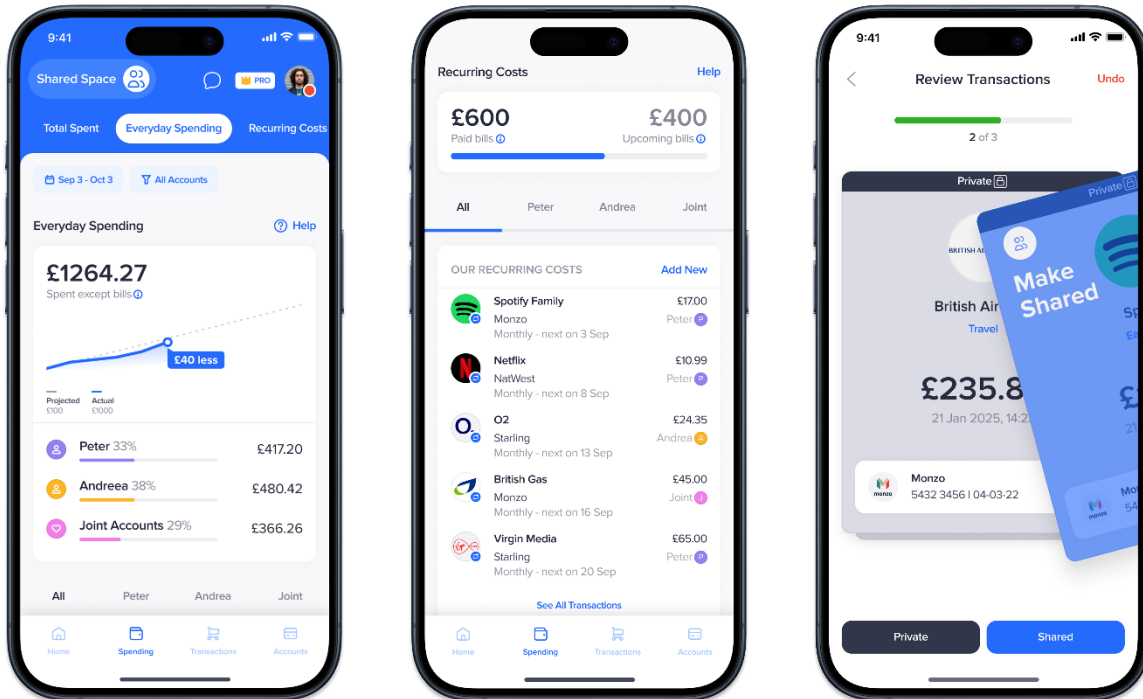 9:41
Shared Space
PRO
Total Spent
Everyday Spending
Recurring Costs
Sep 3 - Oct 3
All Accounts
Everyday Spending
Help
£1264.27
Spent except bills
£40 less
Projected
£100
Actual
£1000
Peter 33%
£417.20
Andreea 38%
£480.42
Joint Accounts 29%
£366.26
All
Peter
Andrea
Joint
Home
Spending
Transactions
Accounts
Recurring Costs
Help
£600
£400
Paid bills
Upcoming bills
All
Peter
Andrea
Joint
OUR RECURRING COSTS
Add New
Spotify Family
£17.00
Monzo
Peter P
Monthly - next on 3 Sep
Netflix
£10.99
NatWest
Peter P
Monthly - next on 8 Sep
O2
£24.35
Starling
Andrea A
Monthly - next on 13 Sep
British Gas
£45.00
Monzo
Joint J
Monthly - next on 16 Sep
Virgin Media
£65.00
Starling
Peter P
Monthly - next on 20 Sep
See All Transactions
Home
Spending
Transactions
Accounts
9:41
Review Transactions
Undo
2 of 3
Private
Private
BRITISH
Make
Shared
British
Travel
£235.8
21 Jan 2025, 14:2
Monzo
5432 3456 | 04-03-22
monzo
monzo
Private
Shared